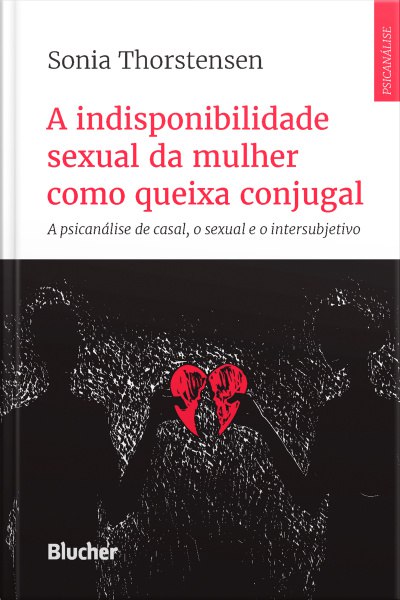 PSICANÁLISE
Sonia Thorstensen
A indisponibilidade
sexual da mulher
como queixa conjugal
A psicanálise de casal, o sexual e o intersubjetivo
Blucher